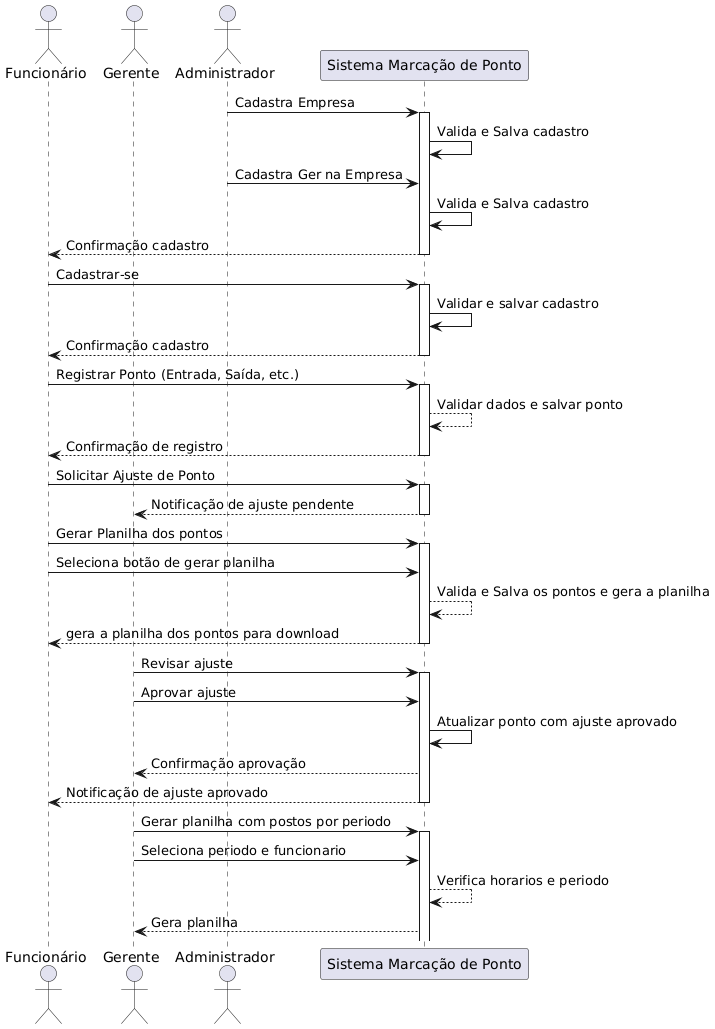 Funcionário
Gerente
Administrador
Sistema Marcação de Ponto
Cadastra Empresa
Valida e Salva cadastro
Cadastra Ger na Empresa
Valida e Salva cadastro
Confirmação cadastro
Cadastrar-se
Validar e salvar cadastro
Confirmação cadastro
Registrar Ponto (Entrada, Saída, etc.)
Validar dados e salvar ponto
Confirmação de registro
Solicitar Ajuste de Ponto
Notificação de ajuste pendente
Gerar Planilha dos pontos
Seleciona botão de gerar planilha
Valida e Salva os pontos e gera a planilha
gera a planilha dos pontos para download
Revisar ajuste
Aprovar ajuste
Atualizar ponto com ajuste aprovado
Confirmação aprovação
Notificação de ajuste aprovado
Gerar planilha com postos por periodo
Seleciona periodo e funcionario
Verifica horarios e periodo
Gera planilha
Funcionário
Gerente
Administrador
Sistema Marcação de Ponto